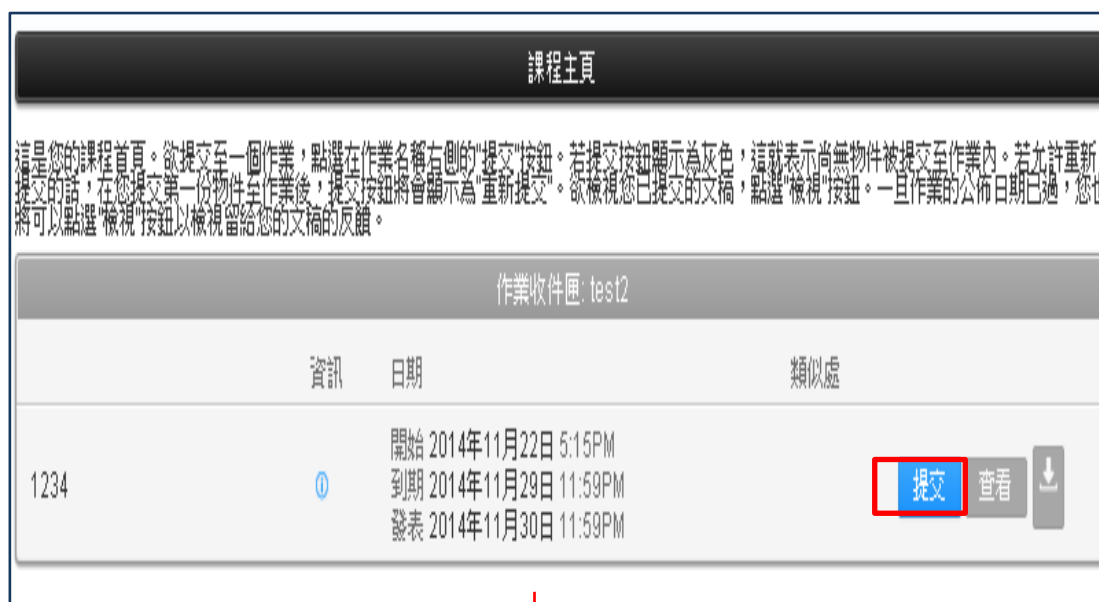 課程主頁
這是您的課程首頁。欲提交至一個作業，點選在作業名稱右側的"提交"按鈕。若提交按鈕顯示為灰色，這就表示尚無物件被提交至作業內。若允許重新
提交的話，在您提交第一份物件至作業後，提交按鈕將會顯示為"重新提交"。欲檢視您已提交的文稿，點選"檢視"按鈕。一旦作業的公佈日期已過，您也
將可以點選"檢視"按鈕以檢視留給您的文稿的反饋。
作業收件匣: test2
資訊 日期 類似處
開始 2014年11月22日 5:15PM
1234 到期 2014年11月29日 11:59PM 提交 查看
發表 2014年11月30日 11:59PM